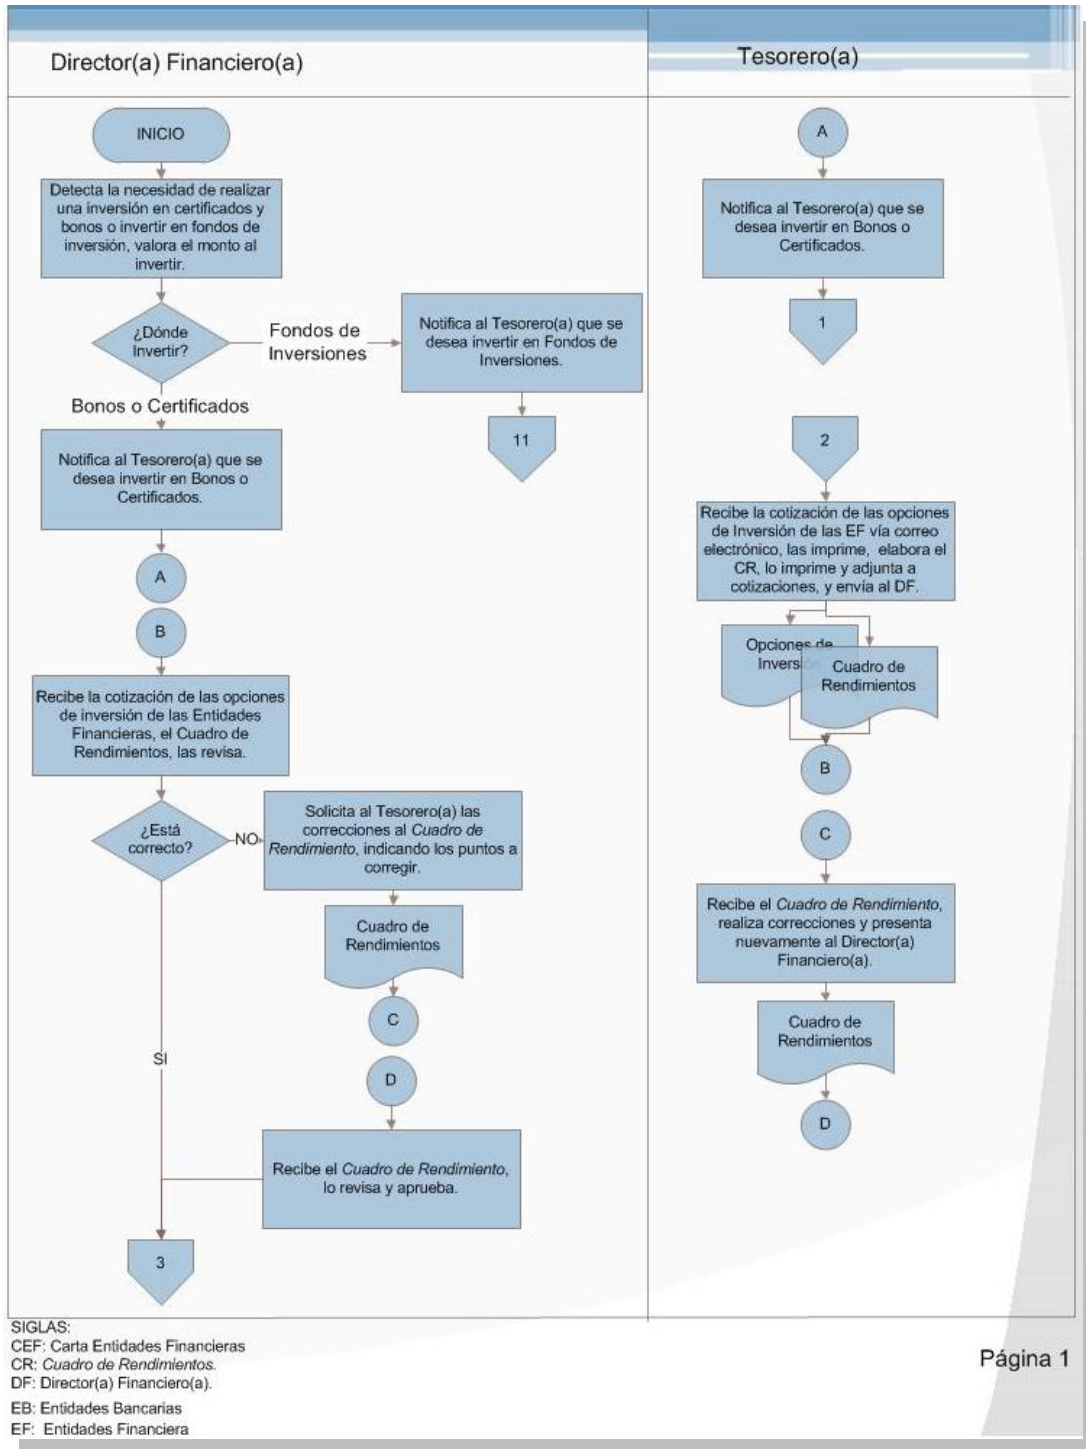 Director(a) Financiero(a)
Tesorero(a)
INICIO
Detecta la necesidad de realizar
una inversión en certificados y
bonos o invertir en fondos de
inversión, valora el monto al
invertir.
¿Dónde
Invertir?
Fondos de
Inversiones
Notifica al Tesorero(a) que se
desea invertir en Fondos de
Inversiones.
11
Bonos o Certificados
Notifica al Tesorero(a) que se
desea invertir en Bonos o
Certificados.
A
B
Recibe la cotización de las opciones
de inversión de las Entidades
Financieras, el Cuadro de
Rendimientos, las revisa.
¿Está
correcto?
NO
Solicita al Tesorero(a) las
correcciones al Cuadro de
Rendimiento, indicando los puntos a
corregir.
Cuadro de
Rendimientos
C
D
SI
Recibe el Cuadro de Rendimiento,
lo revisa y aprueba.
3
A
Notifica al Tesorero(a) que se
desea invertir en Bonos o
Certificados.
1
2
Recibe la cotización de las opciones
de Inversión de las EF vía correo
electrónico, las imprime, elabora el
CR, lo imprime y adjunta a
cotizaciones, y envía al DF.
Opciones de
Inversión
Cuadro de
Rendimientos
B
C
Recibe el Cuadro de Rendimiento,
realiza correcciones y presenta
nuevamente al Director(a)
Financiero(a).
Cuadro de
Rendimientos
D
SIGLAS:
CEF: Carta Entidades Financieras
CR: Cuadro de Rendimientos.
DF: Director(a) Financiero(a).
EB: Entidades Bancarias
EF: Entidades Financiera
Página 1